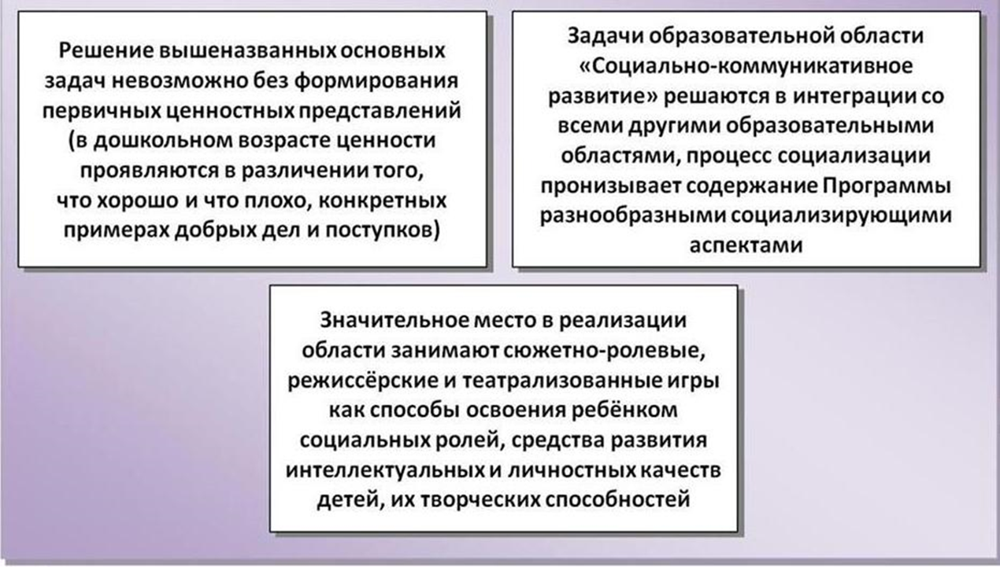 Решение вышеназванных основных
задач невозможно без формирования
первичных ценностных представлений
(в дошкольном возрасте ценности
проявляются в различении того,
что хорошо и что плохо, конкретных
примерах добрых дел и поступков)
Задачи образовательной области
«Социально-коммуникативное
развитие» решаются в интеграции со
всеми другими образовательными
областями, процесс социализации
пронизывает содержание Программы
разнообразными социализирующими
аспектами
Значительное место в реализации
области занимают сюжетно-ролевые,
режиссёрские и театрализованные игры
как способы освоения ребёнком
социальных ролей, средства развития
интеллектуальных и личностных качеств
детей, их творческих способностей